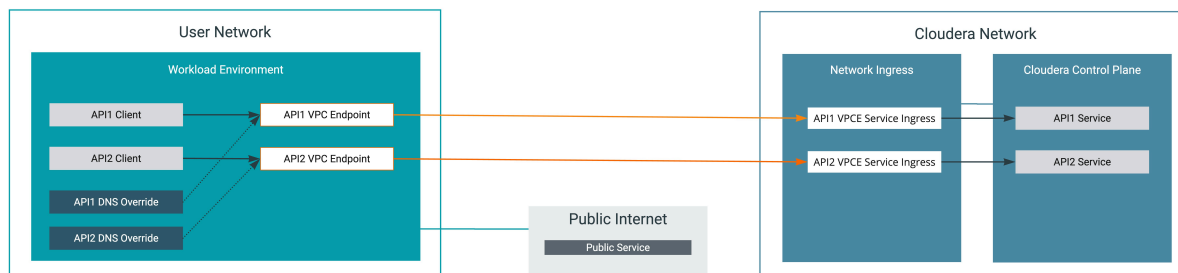 User Network
Workload Environment
API1 Client
API1 VPC Endpoint
API2 Client
API2 VPC Endpoint
API1 DNS Override
API2 DNS Override
Public Internet
Public Service
Cloudera Network
Network Ingress
Cloudera Control Plane
API1 VPCE Service Ingress
API1 Service
API2 VPCE Service Ingress
API2 Service